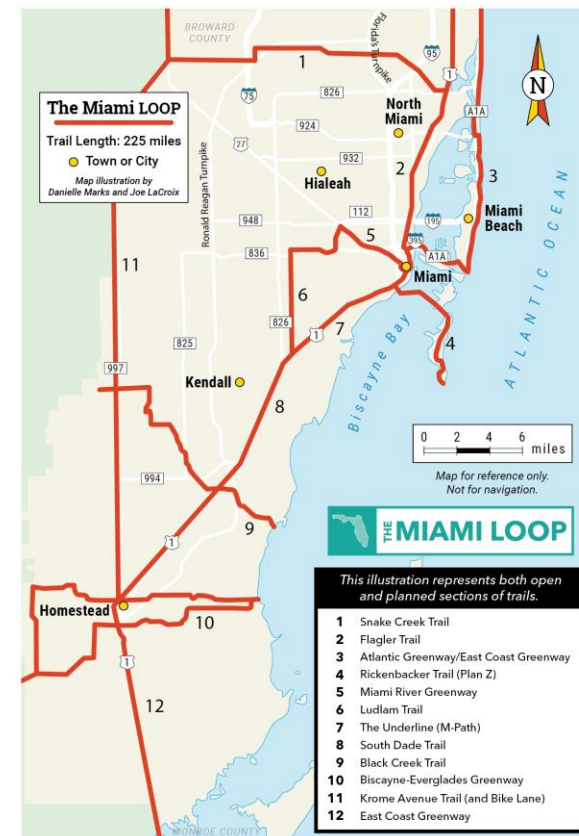 BROWARD
COUNTY
Florida's Turnpike
95
1
1
826
75
A1A
N
The Miami LOOP
Trail Length: 225 miles
Town or City
Map illustration by
Danielle Marks and Joe LaCroix
North
Miami
924
27
932
2
3
Hialeah
Ronald Reagan Turnpike
112
948
195
Miami
Beach
5
836
395
A1A
Miami
11
6
826
1
7
4
Biscayne Bay
ATLANTIC OCEAN
825
997
Kendall
8
0 2 4 6
miles
Map for reference only.
Not for navigation.
994
9
1
THE MIAMI LOOP
This illustration represents both open
and planned sections of trails.
1 Snake Creek Trail
2 Flagler Trail
3 Atlantic Greenway/East Coast Greenway
4 Rickenbacker Trail (Plan Z)
5 Miami River Greenway
6 Ludlam Trail
7 The Underline (M-Path)
8 South Dade Trail
9 Black Creek Trail
10 Biscayne-Everglades Greenway
11 Krome Avenue Trail (and Bike Lane)
12 East Coast Greenway
Homestead
10
1
12
MONROE COUNTY